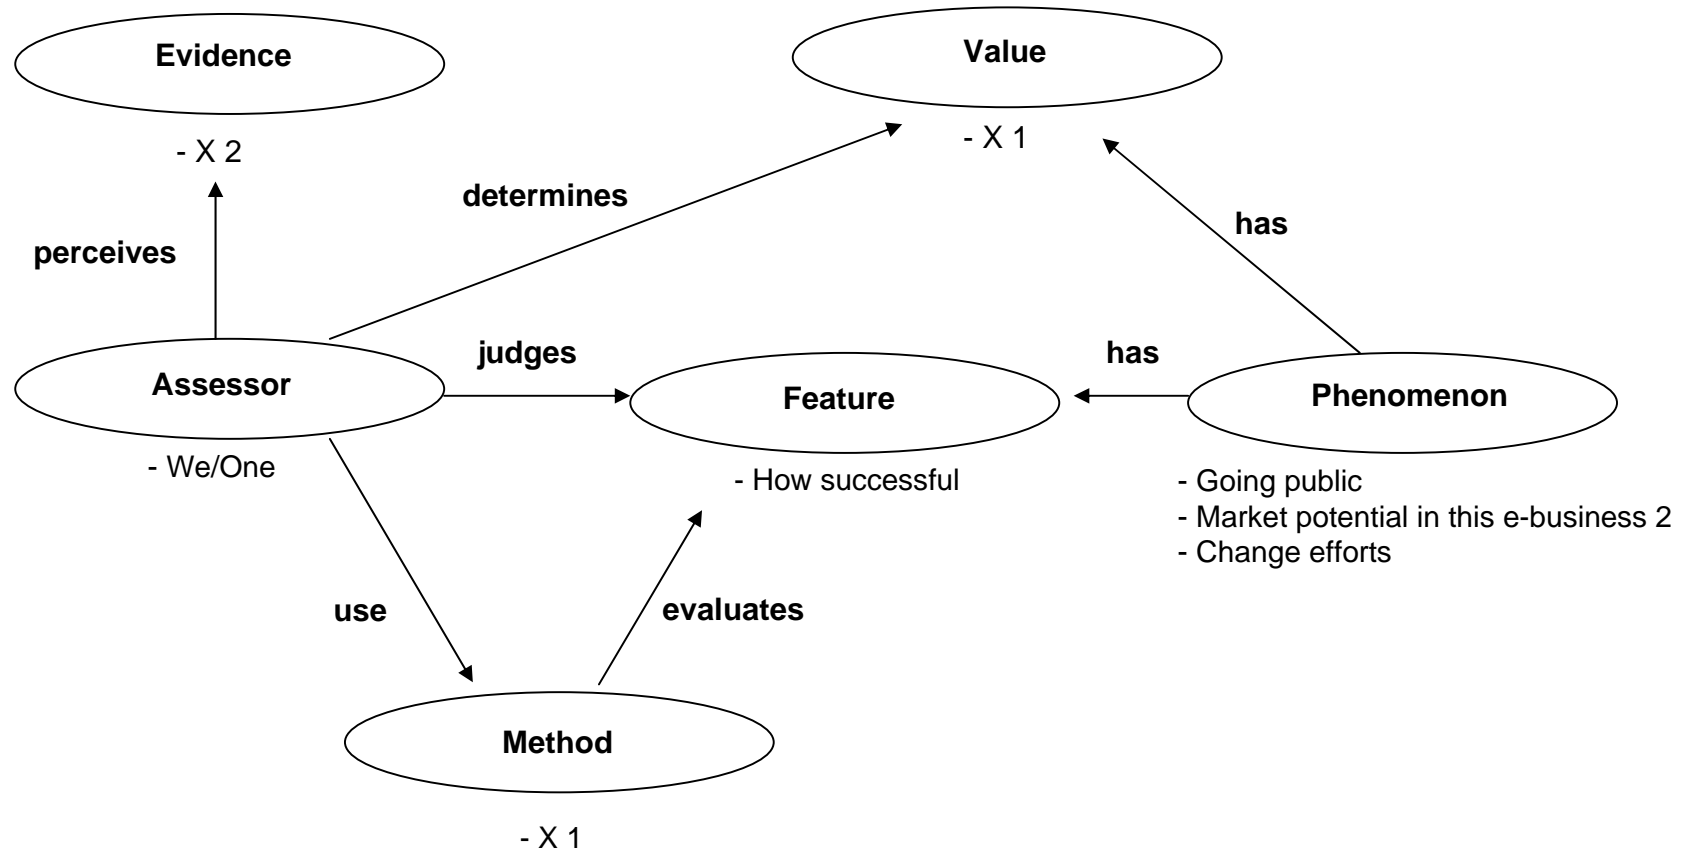 Evidence
Value
- X 2
- X 1
determines
has
perceives
judges
has
Assessor
Feature
Phenomenon
- We/One
- How successful
- Going public
- Market potential in this e-business 2
- Change efforts
use
evaluates
Method
- X 1